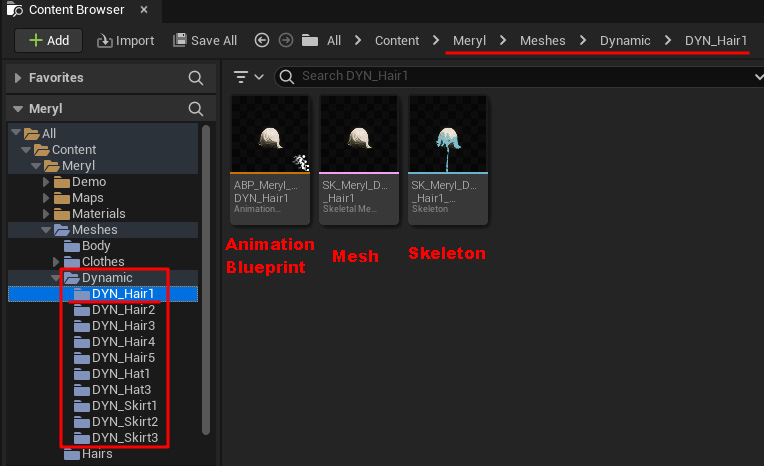 Content Browser
Add
Import
Save All
All
Content
Meryl
Meshes
Dynamic
DYN_Hair1
Favorites
Search DYN_Hair1
Meryl
All
Content
Meryl
Demo
Maps
Materials
Meshes
Body
Clothes
Dynamic
DYN_Hair1
DYN_Hair2
DYN_Hair3
DYN_Hair4
DYN_Hair5
DYN_Hat1
DYN_Hat3
DYN_Skirt1
DYN_Skirt2
DYN_Skirt3
Hairs
ABP_Meryl_...
DYN_Hair1
Animation...
SK_Meryl_D...
_Hair1
Skeletal Me...
SK_Meryl_D...
_Hair1_...
Skeleton
Animation
Blueprint
Mesh
Skeleton